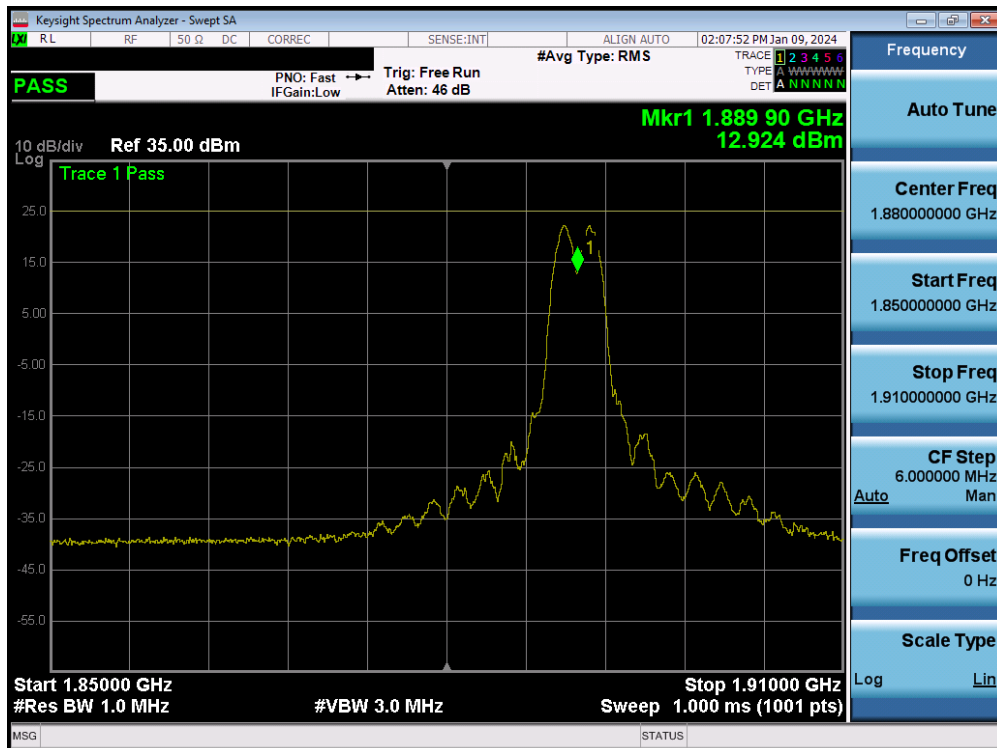 Keysight Spectrum Analyzer - Swept SA
LXI RL RF 50 Ω DC CORREC SENSE:INT ALIGN AUTO 02:07:52 PM Jan 09, 2024
PASS
PNO: Fast
IFGain:Low
Trig: Free Run
Atten: 46 dB
#Avg Type: RMS
TRACE 1 2 3 4 5 6
TYPE A WWWWWW
DET A N N N N N
Mkr1 1.889 90 GHz
12.924 dBm
10 dB/div Ref 35.00 dBm
Log
Trace 1 Pass
25.0
15.0
5.00
-5.00
-15.0
-25.0
-35.0
-45.0
-55.0
1
Start 1.85000 GHz Stop 1.91000 GHz
#Res BW 1.0 MHz #VBW 3.0 MHz Sweep 1.000 ms (1001 pts)
MSG STATUS
Frequency
Auto Tune
Center Freq
1.880000000 GHz
Start Freq
1.850000000 GHz
Stop Freq
1.910000000 GHz
CF Step
6.000000 MHz
Auto Man
Freq Offset
0 Hz
Scale Type
Log Lin